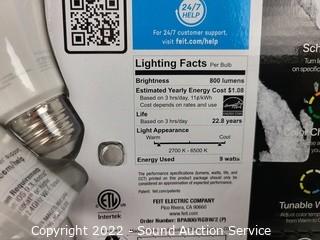 24/7
HELP
For 24/7 customer support,
visit feit.com/help
Lighting Facts Per Bulb
Brightness 800 lumens
Estimated Yearly Energy Cost $1.08
Based on 3 hrs/day, 11¢/kWh
Cost depends on rates and use
Life
Based on 3 hrs/day 22.8 years
Light Appearance
Warm Cool
2700 K - 6500 K
Energy Used 9 watts
ETL
Intertek
FEIT ELECTRIC COMPANY
Pico Rivera, CA 90660
www.feit.com
Tunable W
Copyright 2022 - Sound Auction Service